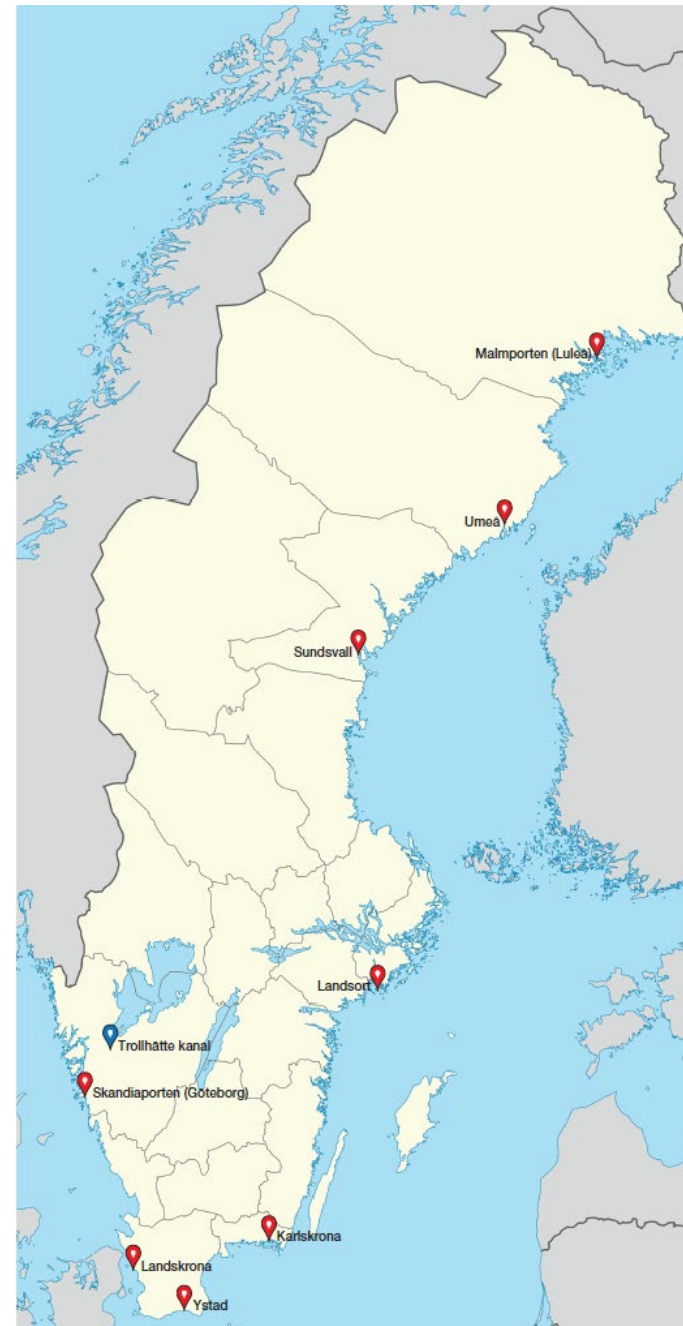 Malmporten (Luleå)
Umeå
Sundsvall
Landsort
Trollhätte kanal
Skandiaporten (Göteborg)
Karlskrona
Landskrona
Ystad